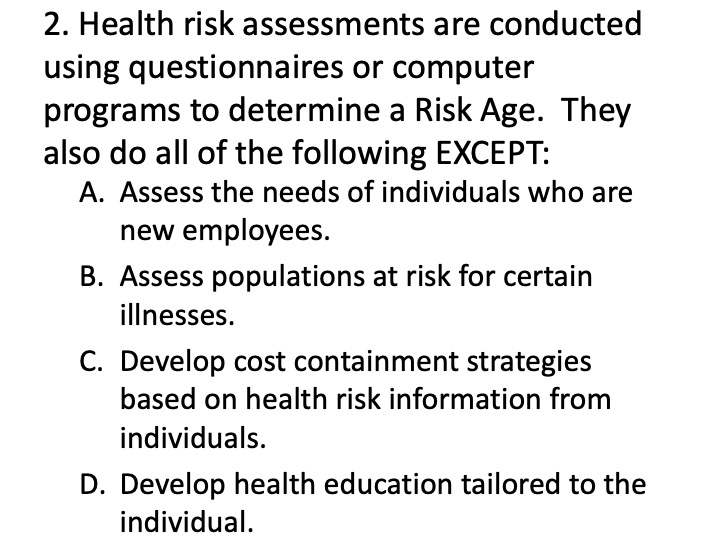 2. Health risk assessments are conducted
using questionnaires or computer
programs to determine a Risk Age.  They
also do all of the following EXCEPT:
A. Assess the needs of individuals who are
new employees.
B. Assess populations at risk for certain
illnesses.
C. Develop cost containment strategies
based on health risk information from
individuals.
D. Develop health education tailored to the
individual.